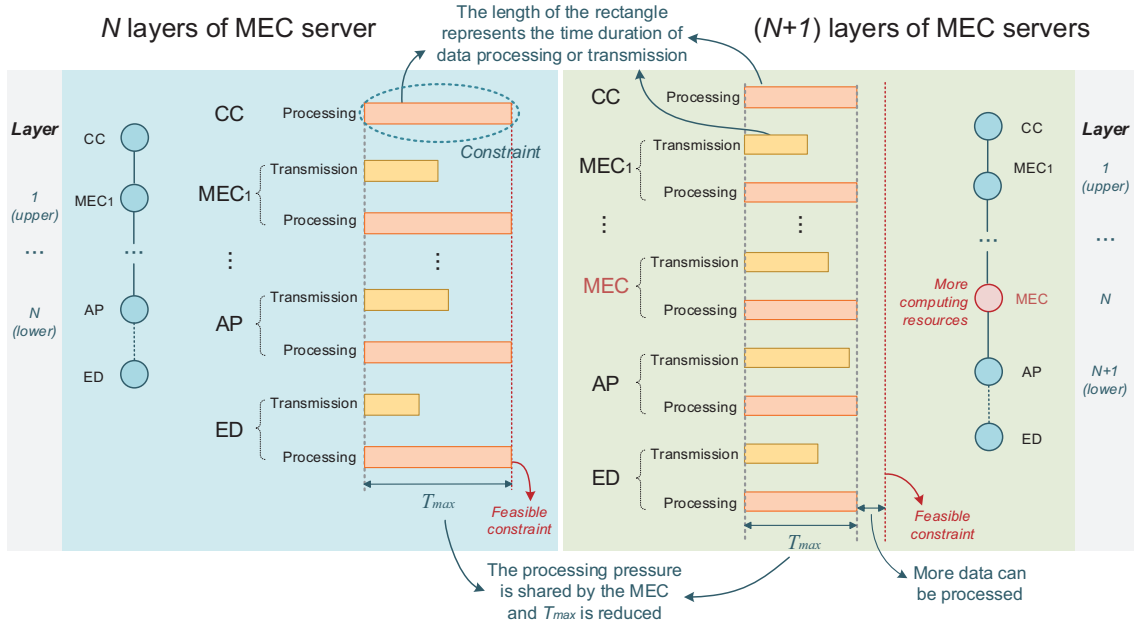 N layers of MEC server
The length of the rectangle
represents the time duration of
data processing or transmission
(N+1) layers of MEC servers
Layer
CC
1
(upper)
MEC1
...
...
N
(lower)
AP
ED
CC
Processing
Constraint
MEC1
Transmission
Processing
⋮
⋮
AP
Transmission
Processing
ED
Transmission
Processing
Tmax
Feasible
constraint
CC
Processing
MEC1
Transmission
Processing
⋮
⋮
MEC
Transmission
Processing
AP
Transmission
Processing
ED
Transmission
Processing
Tmax
Feasible
constraint
CC
Layer
MEC1
1
(upper)
...
...
More
computing
resources
MEC
N
AP
N+1
(lower)
ED
The processing pressure
is shared by the MEC
and Tmax is reduced
More data can
be processed